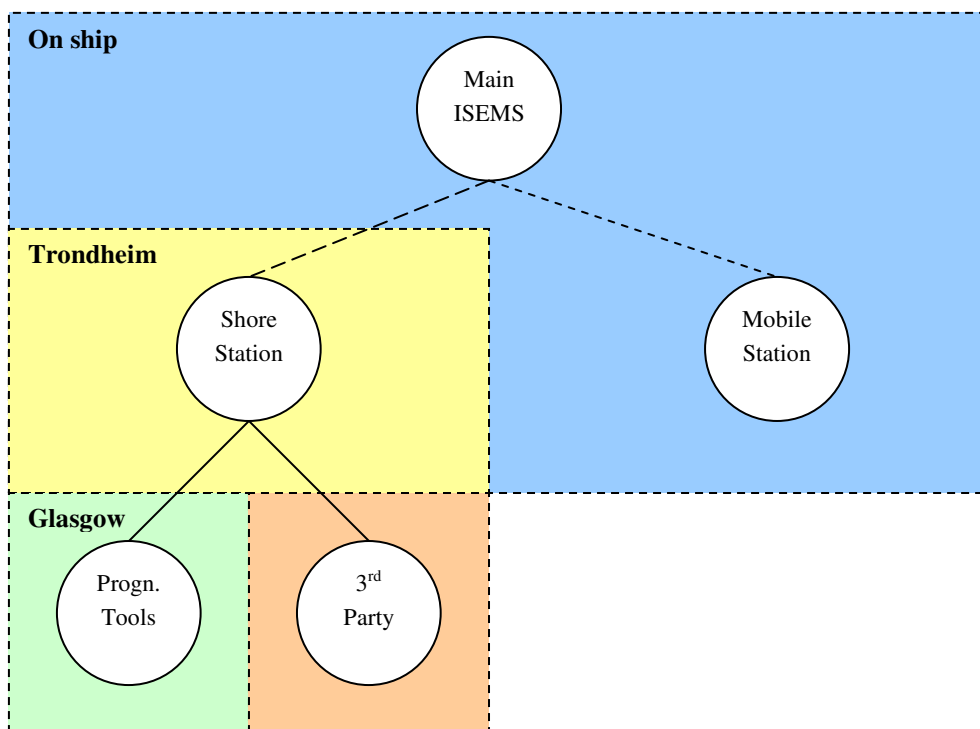 On ship
Main
ISEMS
Trondheim
Shore
Station
Mobile
Station
Glasgow
Progn.
Tools
3rd
Party